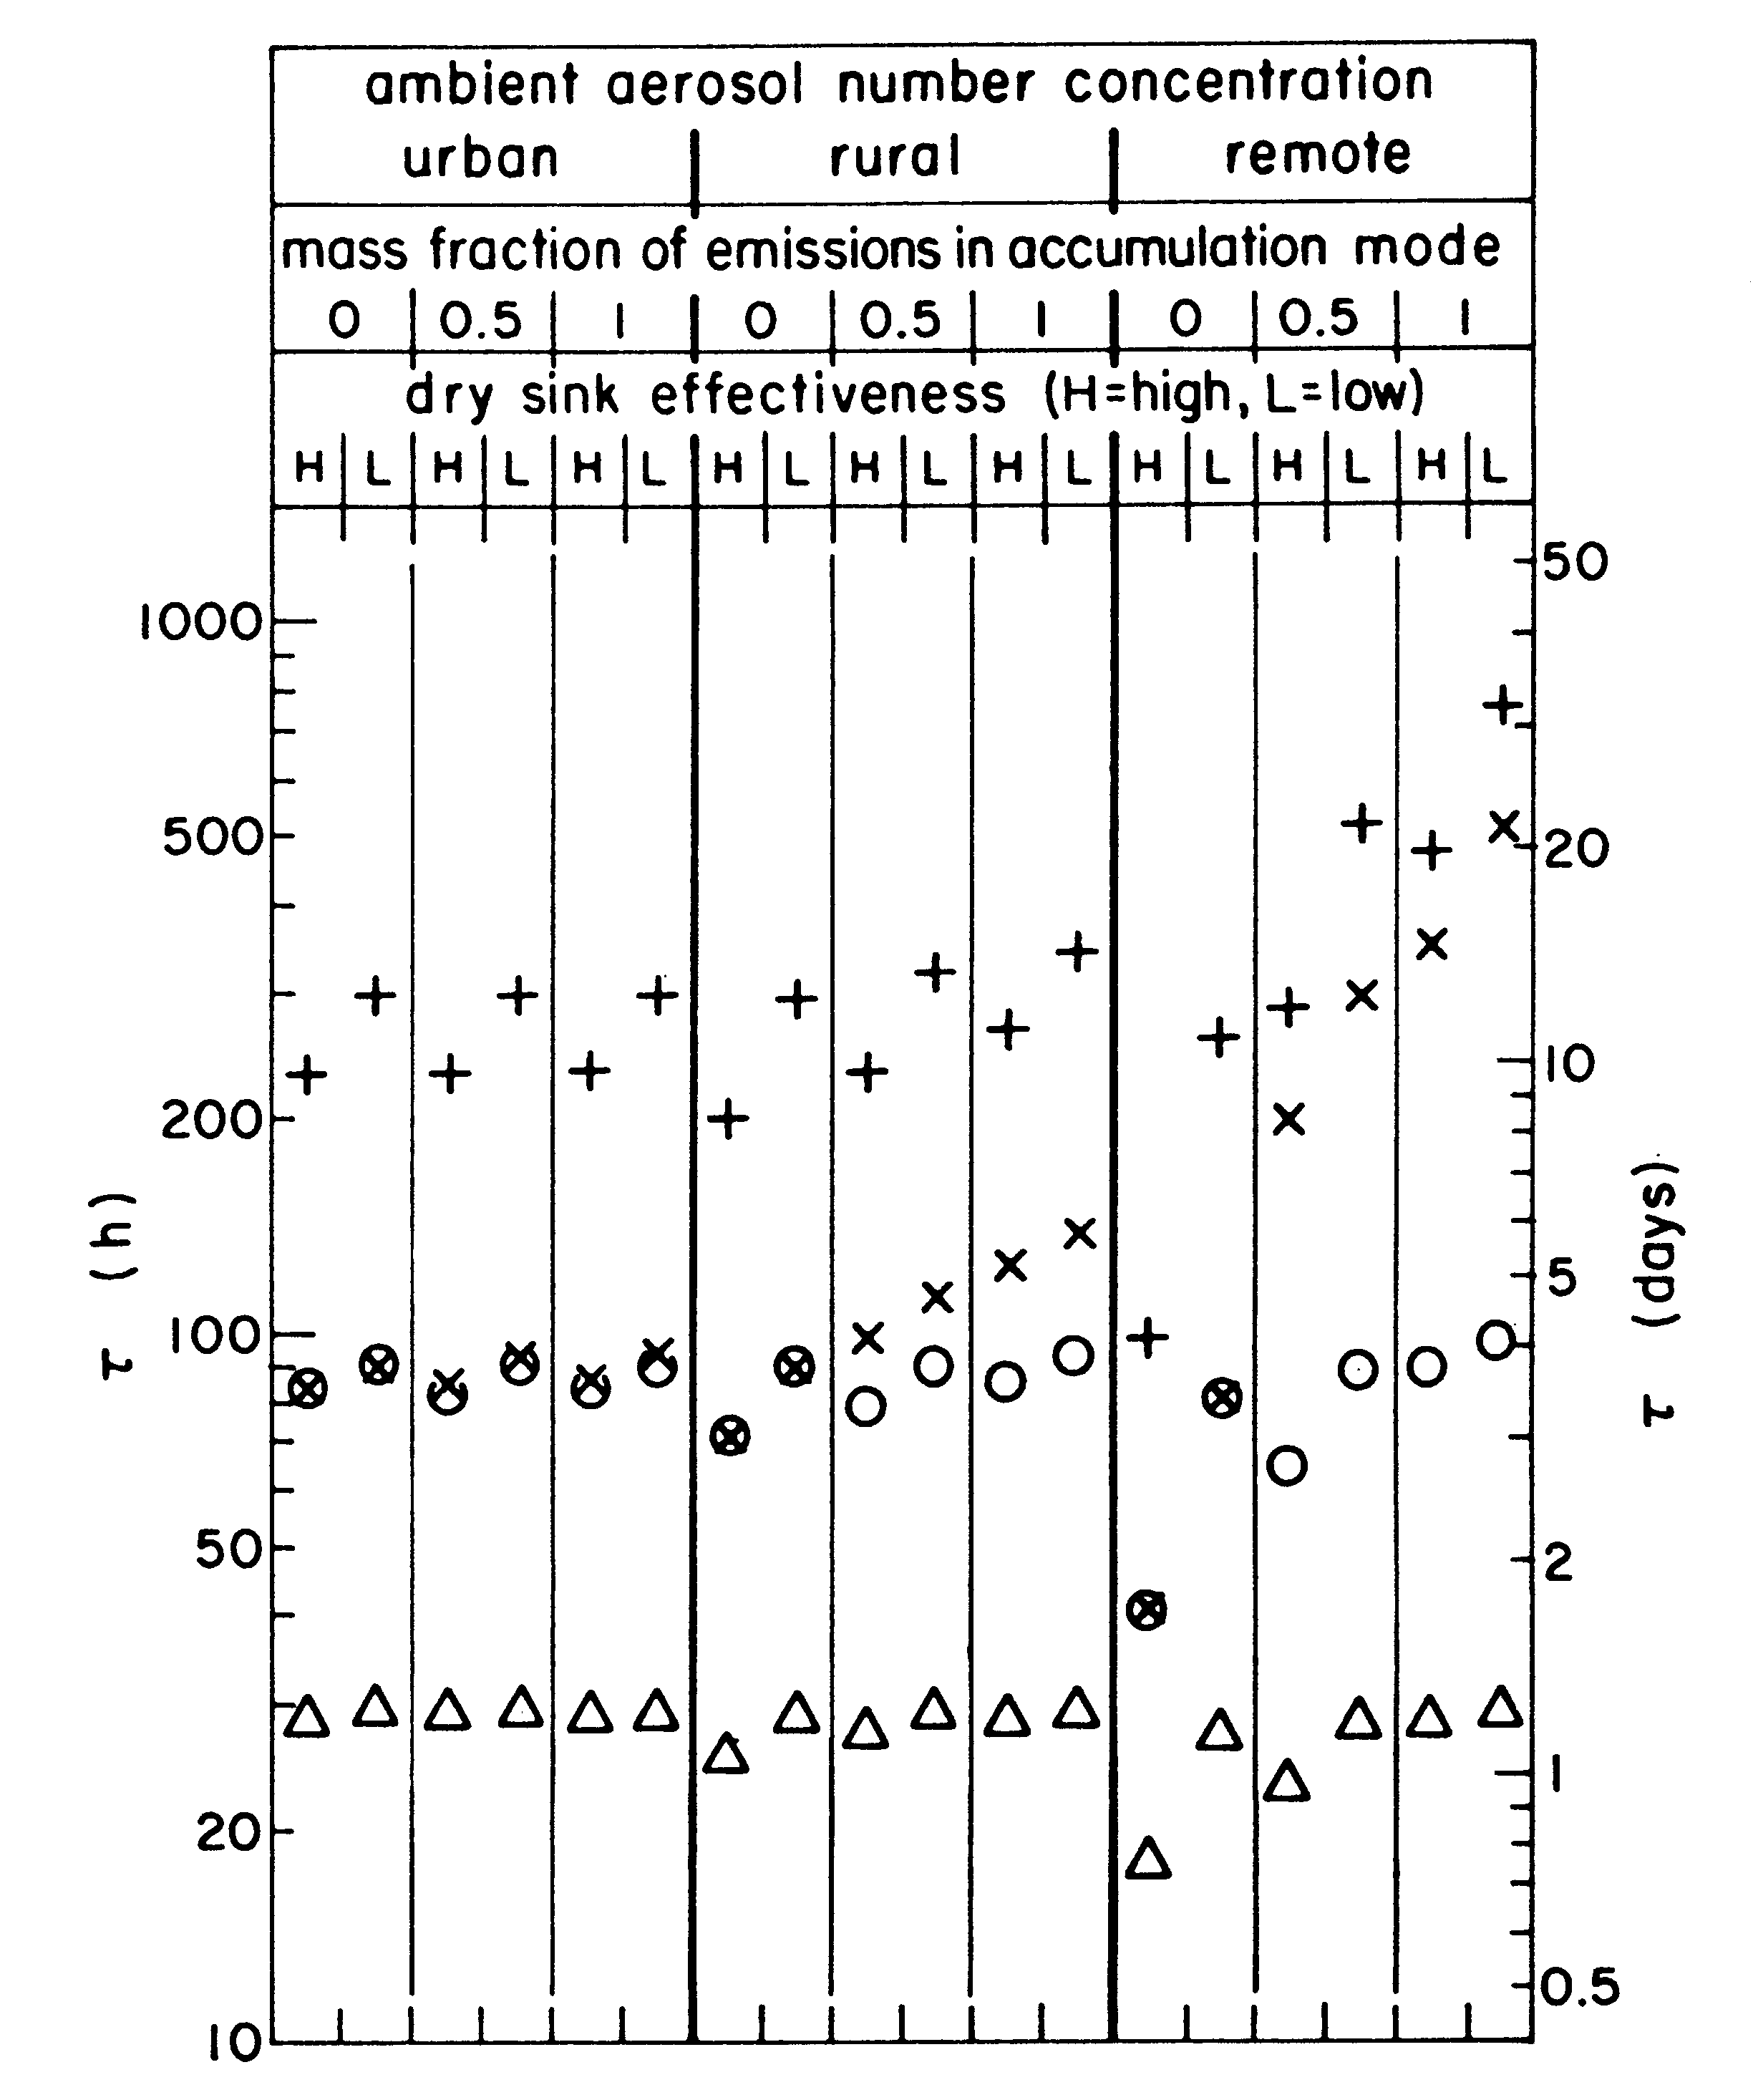 ambient aerosol number concentration
urban rural remote
mass fraction of emissions in accumulation mode
0 0.5 1 0 0.5 1 0 0.5 1
dry sink effectiveness (H=high, L=low)
H L H L H L H L H L H L H L H L H L
50
1000
500
20
10
200
5
100
50
2
1
20
0.5
10
τ (h)
τ (days)